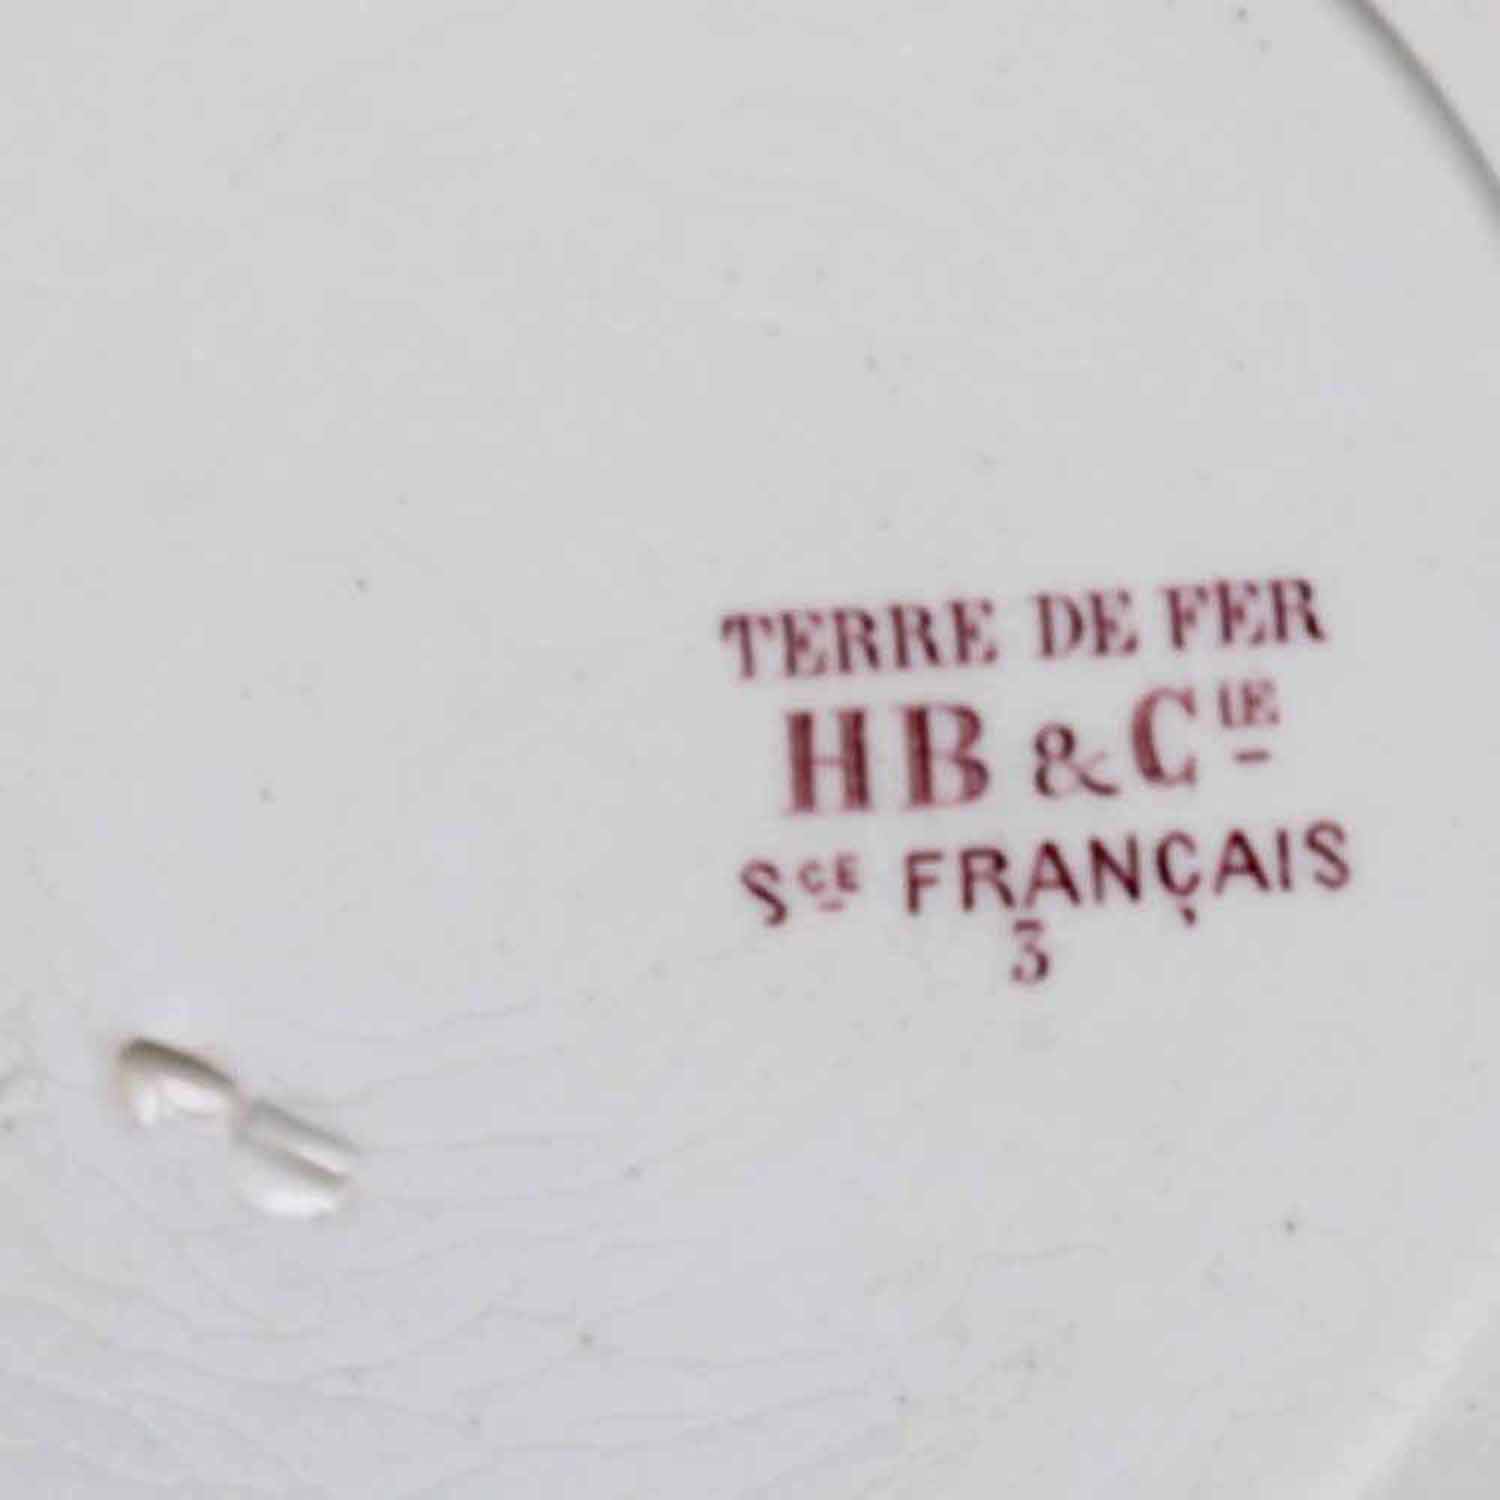 TERRE DE FER
HB & CIE
SCE FRANÇAIS
3